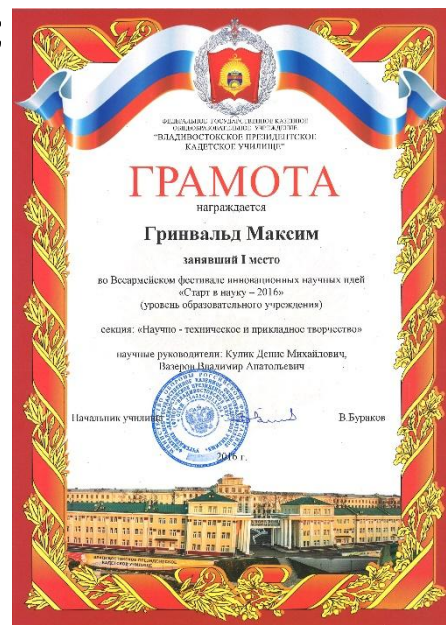 ФЕДЕРАЛЬНОЕ ГОСУДАРСТВЕННОЕ КАЗЕННОЕ
ОБЩЕОБРАЗОВАТЕЛЬНОЕ УЧРЕЖДЕНИЕ
"ВЛАДИВОСТОКСКОЕ ПРЕЗИДЕНТСКОЕ
КАДЕТСКОЕ УЧИЛИЩЕ"
ГРАМОТА
награждается
Гринвальд Максим
занявший I место
во Всеармейском фестивале инновационных научных идей
«Старт в науку – 2016»
(уровень образовательного учреждения)
секция: «Научно - техническое и прикладное творчество»
научные руководители: Кулик Денис Михайлович,
Вазеров Владимир Анатольевич
Начальник училища В.Бураков
2016 г.